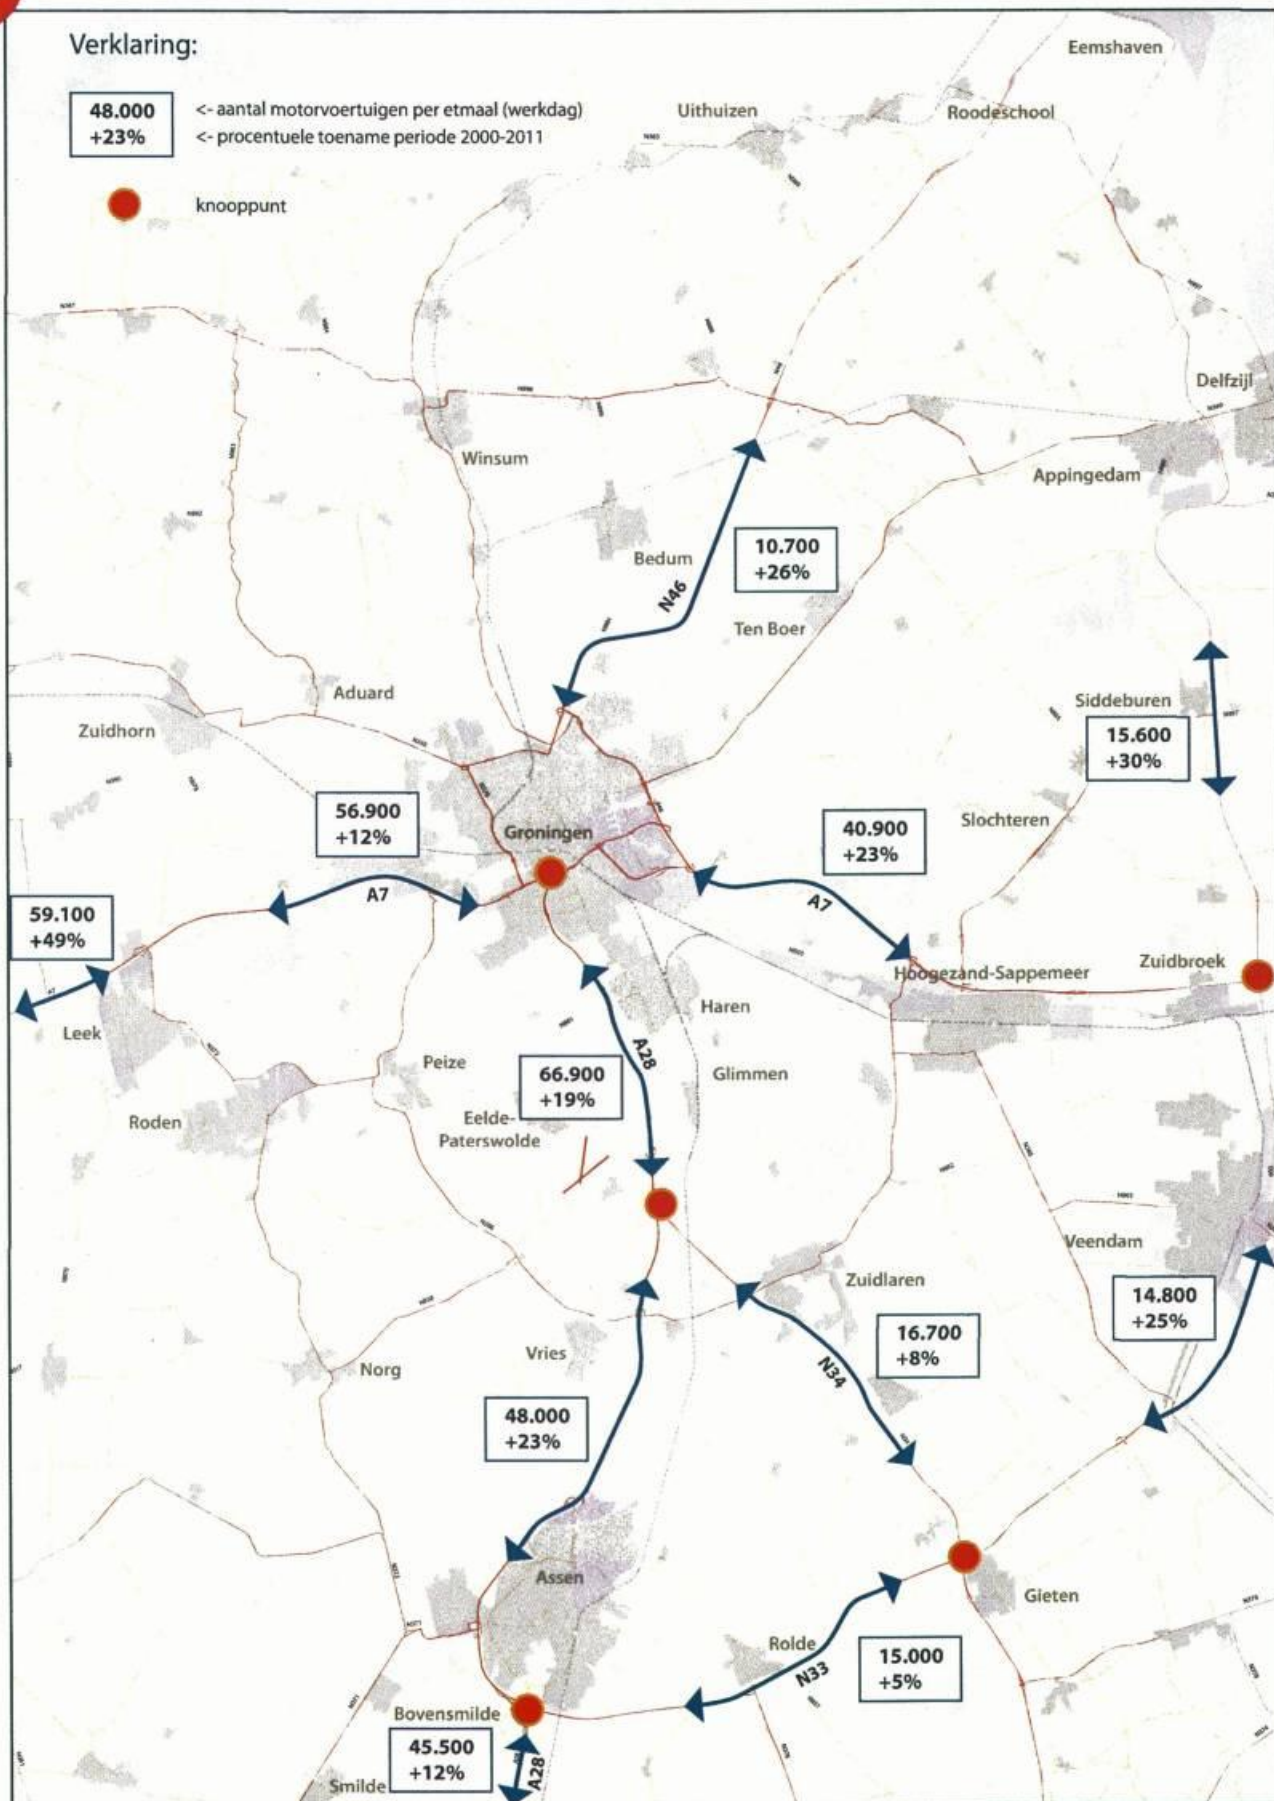 Verklaring:
48.000
+23%
<- aantal motorvoertuigen per etmaal (werkdag)
<- procentuele toename periode 2000-2011
knooppunt
Eemshaven
Uithuizen
Roodeschool
Delfzijl
Winsum
Appingedam
Bedum
10.700
+26%
N46
Ten Boer
Aduard
Siddeburen
Zuidhorn
15.600
+30%
56.900
+12%
Groningen
40.900
+23%
Slochteren
A7
A7
59.100
+49%
Hoogezand-Sappemeer
Zuidbroek
Leek
Haren
A28
Peize
66.900
+19%
Glimmen
Roden
Eelde-
Paterswolde
Veendam
Zuidlaren
14.800
+25%
16.700
+8%
Vries
Norg
N34
48.000
+23%
Assen
Gieten
Rolde
15.000
+5%
N33
Bovensmilde
45.500
+12%
A28
Smilde